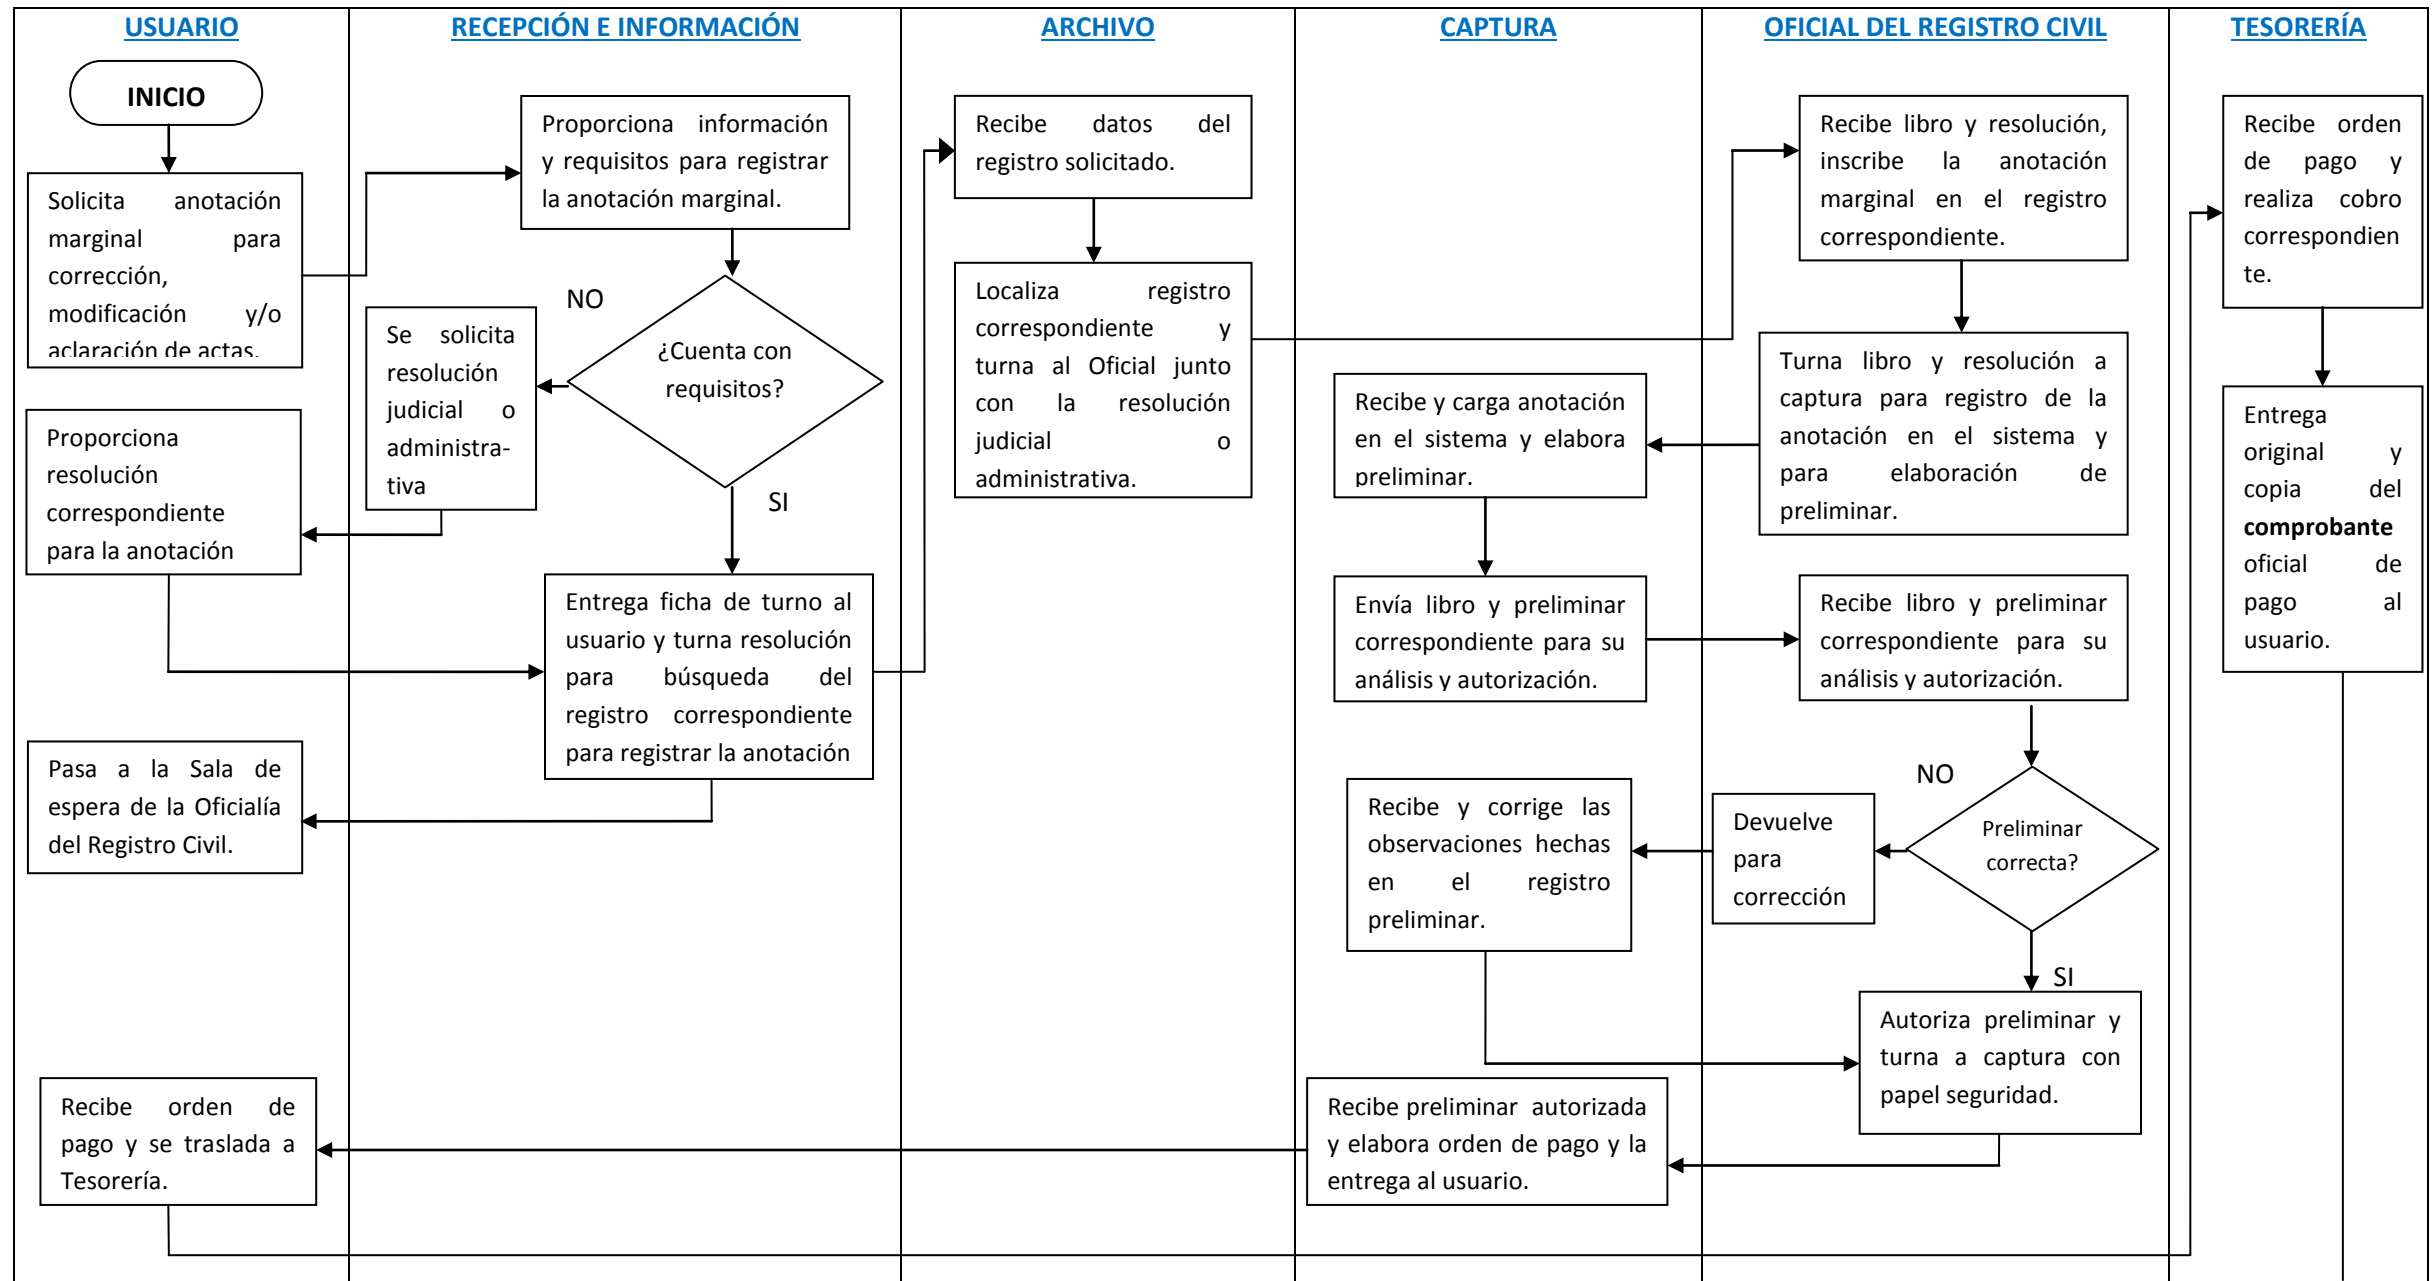 USUARIO
RECEPCIÓN E INFORMACIÓN
ARCHIVO
CAPTURA
OFICIAL DEL REGISTRO CIVIL
TESORERÍA
INICIO
Solicita anotación
marginal para
corrección,
modificación y/o
aclaración de actas.
Proporciona
resolución
correspondiente
para la anotación
Pasa a la Sala de
espera de la Oficialía
del Registro Civil.
Recibe orden de
pago y se traslada a
Tesorería.
Proporciona información
y requisitos para registrar
la anotación marginal.
NO
¿Cuenta con
requisitos?
Se solicita
resolución
judicial o
administra-
tiva
SI
Entrega ficha de turno al
usuario y turna resolución
para búsqueda del
registro correspondiente
para registrar la anotación
Recibe datos del
registro solicitado.
Localiza registro
correspondiente y
turna al Oficial junto
con la resolución
judicial o
administrativa.
Recibe y carga anotación
en el sistema y elabora
preliminar.
Envía libro y preliminar
correspondiente para su
análisis y autorización.
Recibe y corrige las
observaciones hechas
en el registro
preliminar.
Recibe preliminar autorizada
y elabora orden de pago y la
entrega al usuario.
Recibe libro y resolución,
inscribe la anotación
marginal en el registro
correspondiente.
Turna libro y resolución a
captura para registro de la
anotación en el sistema y
para elaboración de
preliminar.
Recibe libro y preliminar
correspondiente para su
análisis y autorización.
NO
Preliminar
correcta?
Devuelve
para
corrección
SI
Autoriza preliminar y
turna a captura con
papel seguridad.
Recibe orden
de pago y
realiza cobro
correspondien
te.
Entrega
original y
copia del
comprobante
oficial de
pago al
usuario.